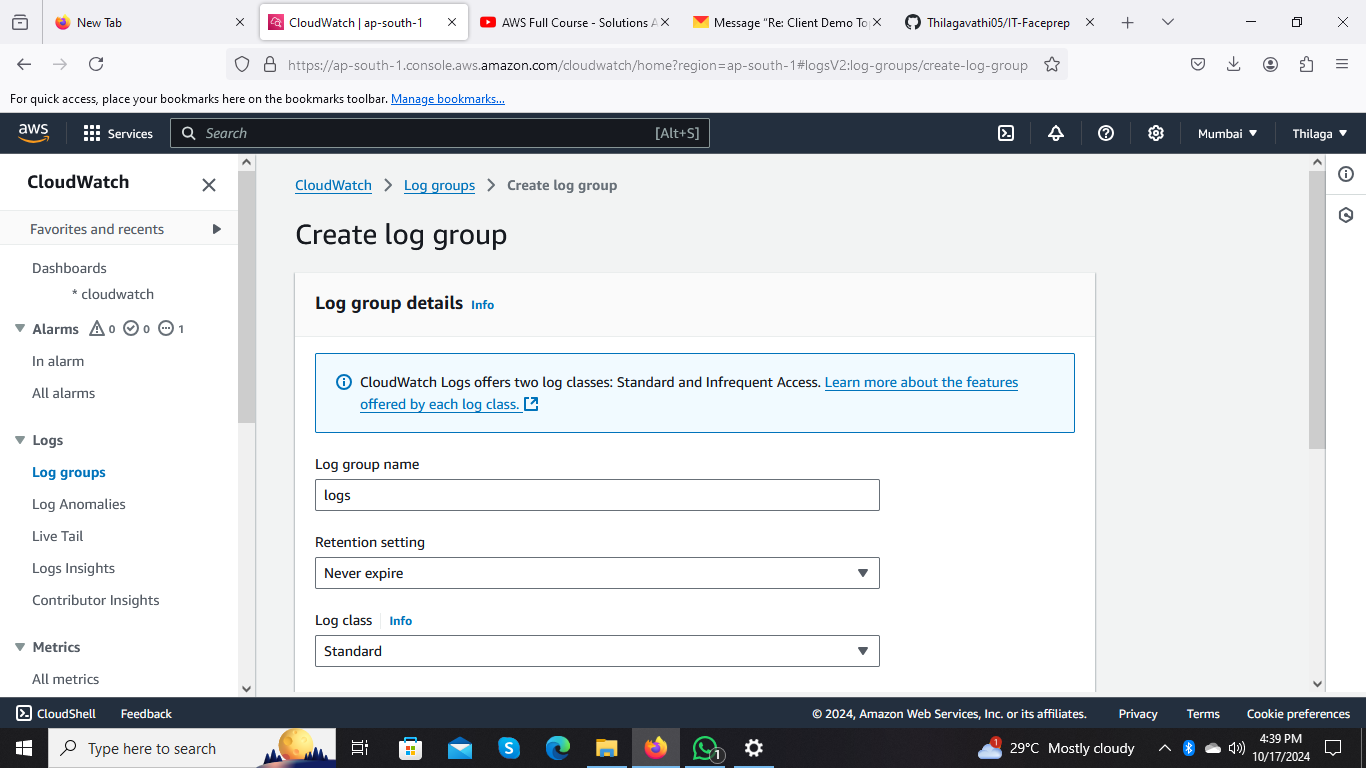 New Tab
CloudWatch | ap-south-1
AWS Full Course - Solutions A
Message "Re: Client Demo To
Thilagavathi05/IT-Faceprep
https://ap-south-1.console.aws.amazon.com/cloudwatch/home?region=ap-south-1#logsV2:log-groups/create-log-group
For quick access, place your bookmarks here on the bookmarks toolbar. Manage bookmarks...
aws
Services
Search
[Alt+S]
Mumbai
Thilaga
CloudWatch
Favorites and recents
Dashboards
* cloudwatch
Alarms 0 0 1
In alarm
All alarms
Logs
Log groups
Log Anomalies
Live Tail
Logs Insights
Contributor Insights
Metrics
All metrics
CloudWatch > Log groups > Create log group
Create log group
Log group details Info
CloudWatch Logs offers two log classes: Standard and Infrequent Access. Learn more about the features
offered by each log class.
Log group name
logs
Retention setting
Never expire
Log class Info
Standard
CloudShell
Feedback
© 2024, Amazon Web Services, Inc. or its affiliates.
Privacy
Terms
Cookie preferences
Type here to search
1
1
29°C Mostly cloudy
4:39 PM
10/17/2024